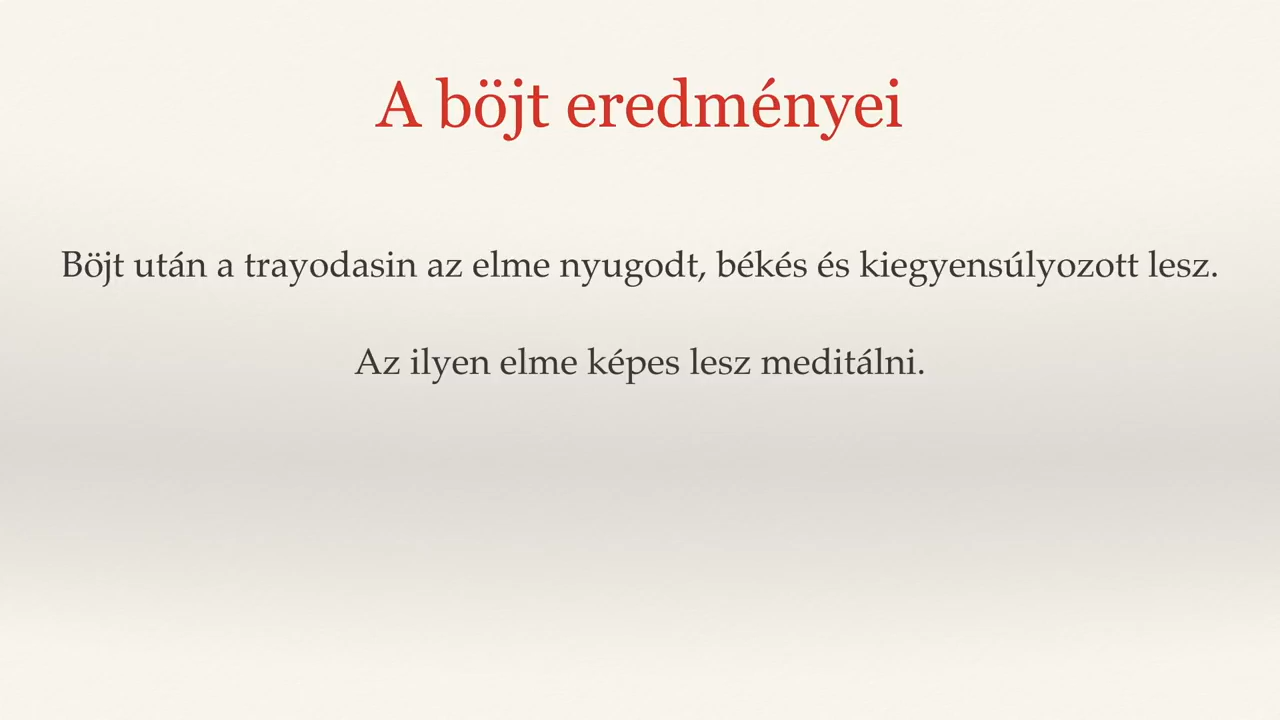 A böjt eredményei
Böjt után a trayodasin az elme nyugodt, békés és kiegyensúlyozott lesz.
Az ilyen elme képes lesz meditálni.